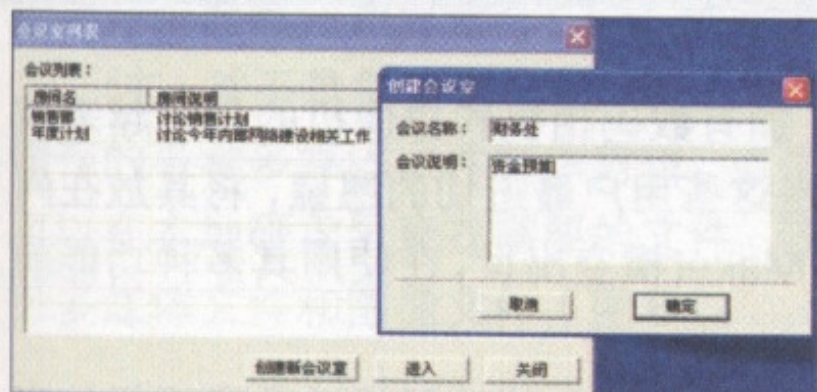 会议室列表
会议列表：
房间名 房间说明
销售部 讨论销售计划
年度计划 讨论今年内部网络建设相关工作
创建新会议室 进入 关闭
创建会议室
会议名称： 财务处
会议说明： 资金预算
取消 确定